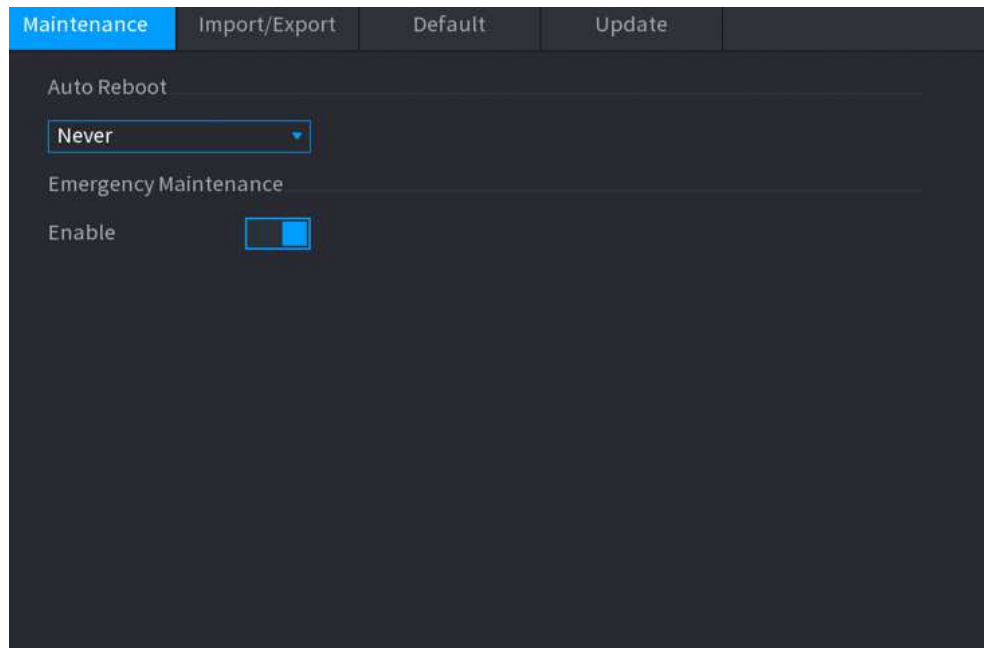 Maintenance Import/Export Default Update
Auto Reboot
Never
Emergency Maintenance
Enable